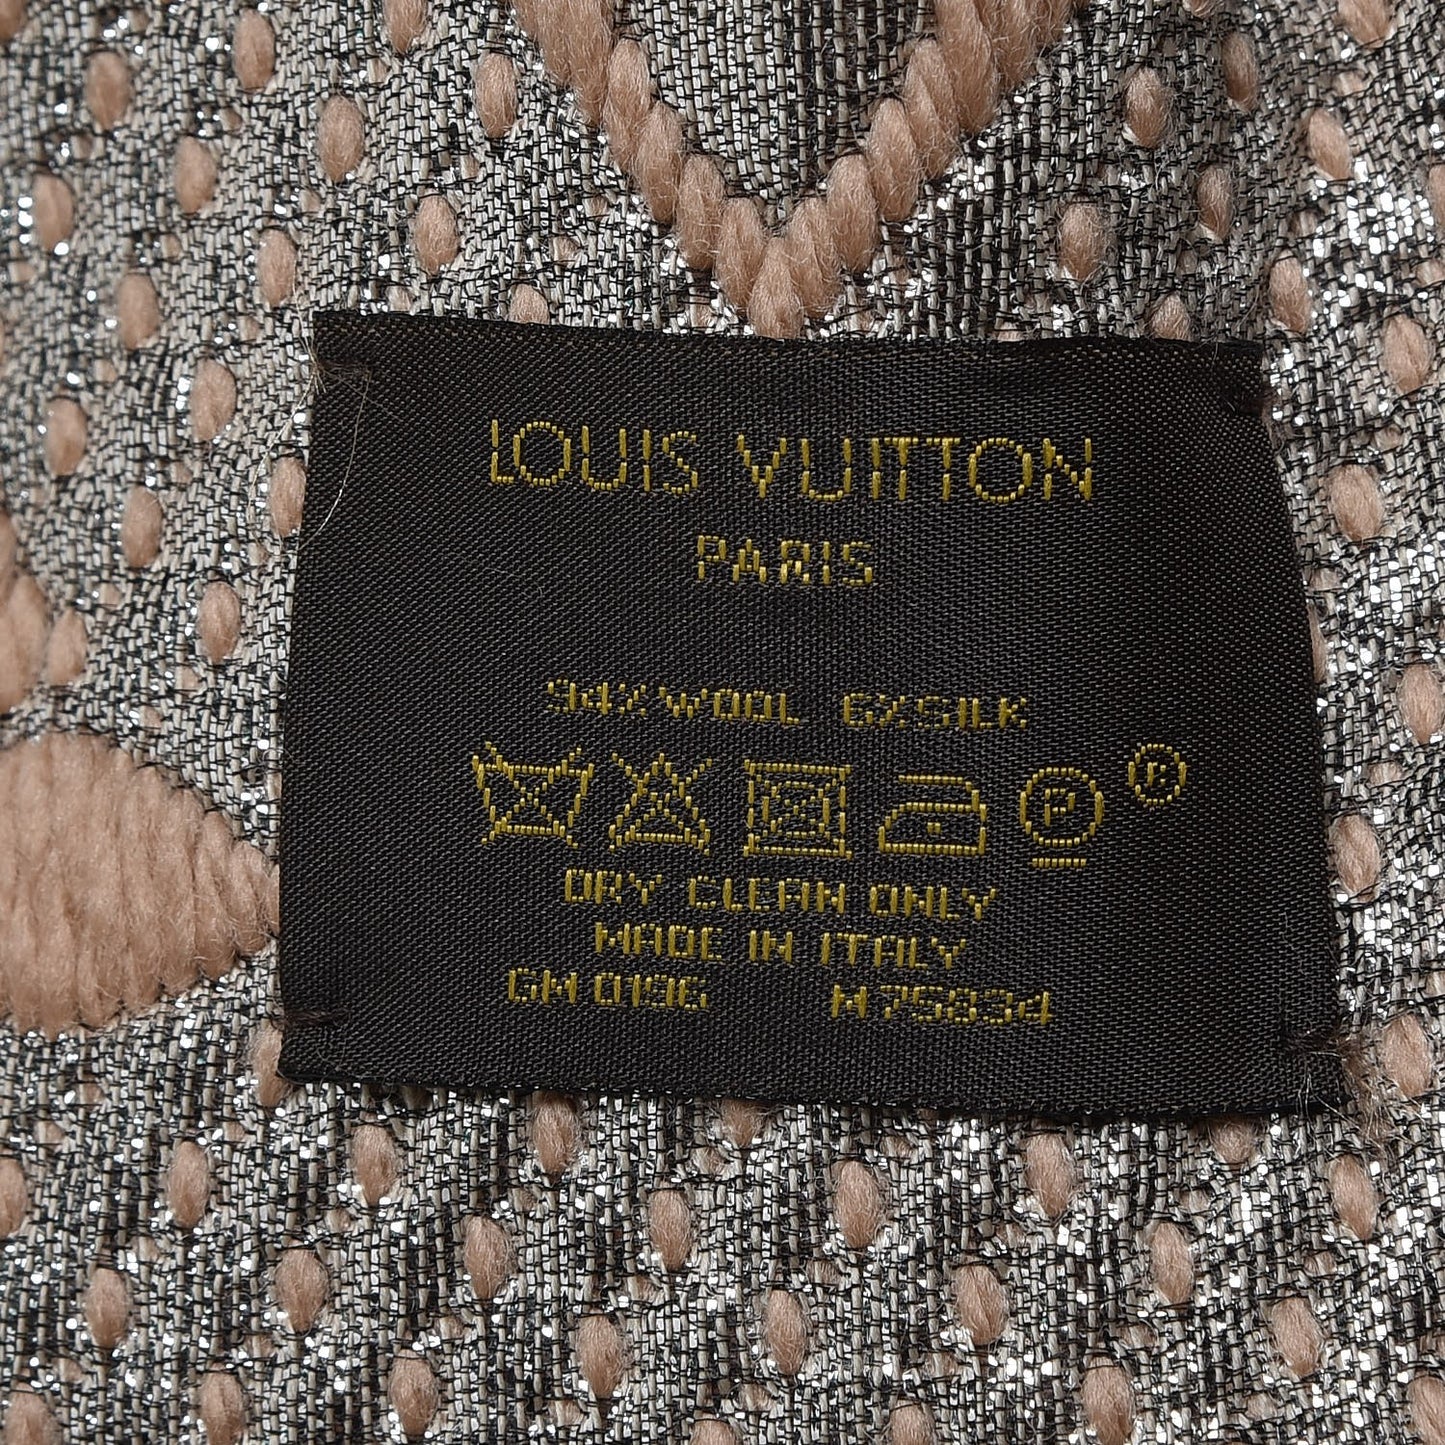 LOUIS VUITTON
PARIS
94% WOOL 6% SILK
P R
DRY CLEAN ONLY
MADE IN ITALY
GM 0196 M75834